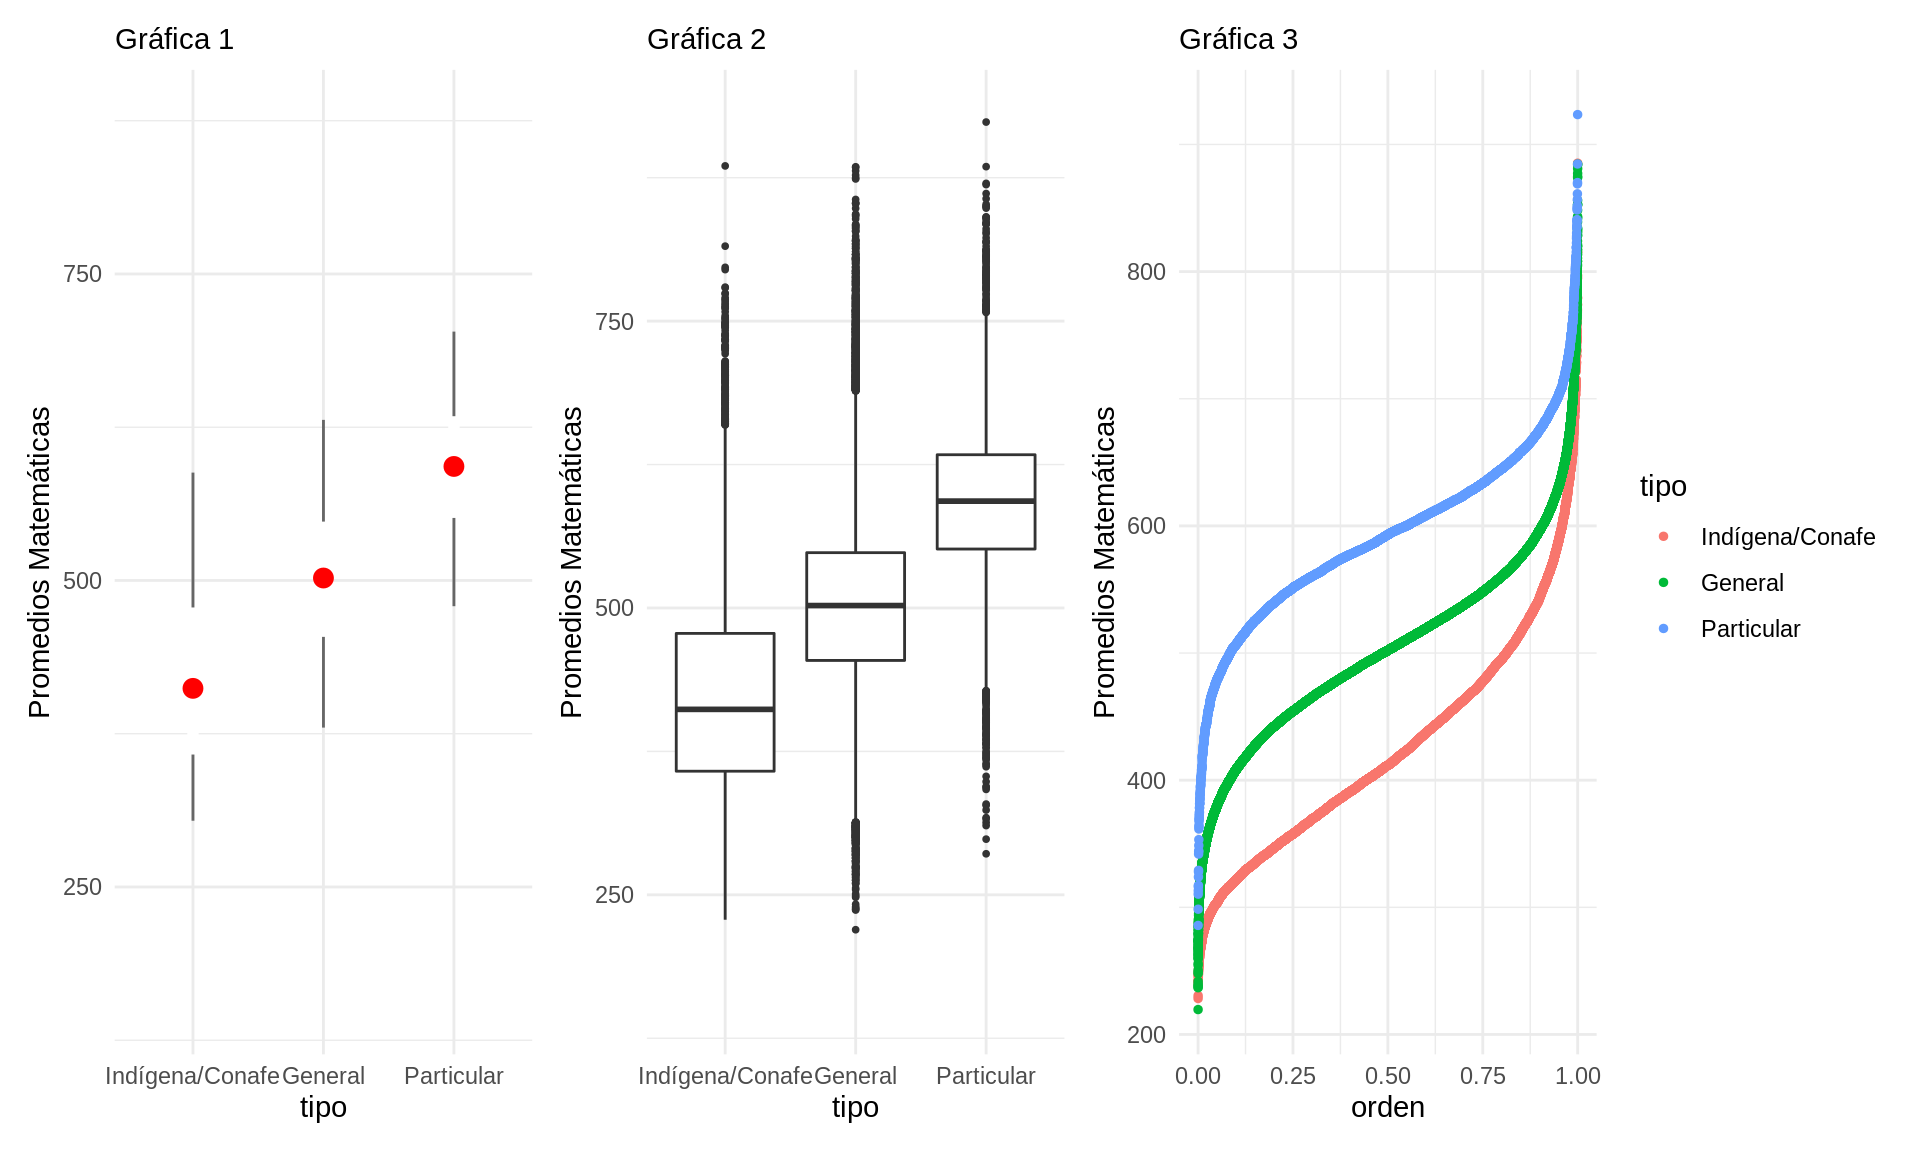 Gráfica 1
Promedios Matemáticas
750
500
250
Indígena/Conafe General Particular
tipo
Gráfica 2
Promedios Matemáticas
750
500
250
Indígena/Conafe General Particular
tipo
Gráfica 3
Promedios Matemáticas
800
600
400
200
0.00 0.25 0.50 0.75 1.00
orden
tipo
Indígena/Conafe
General
Particular